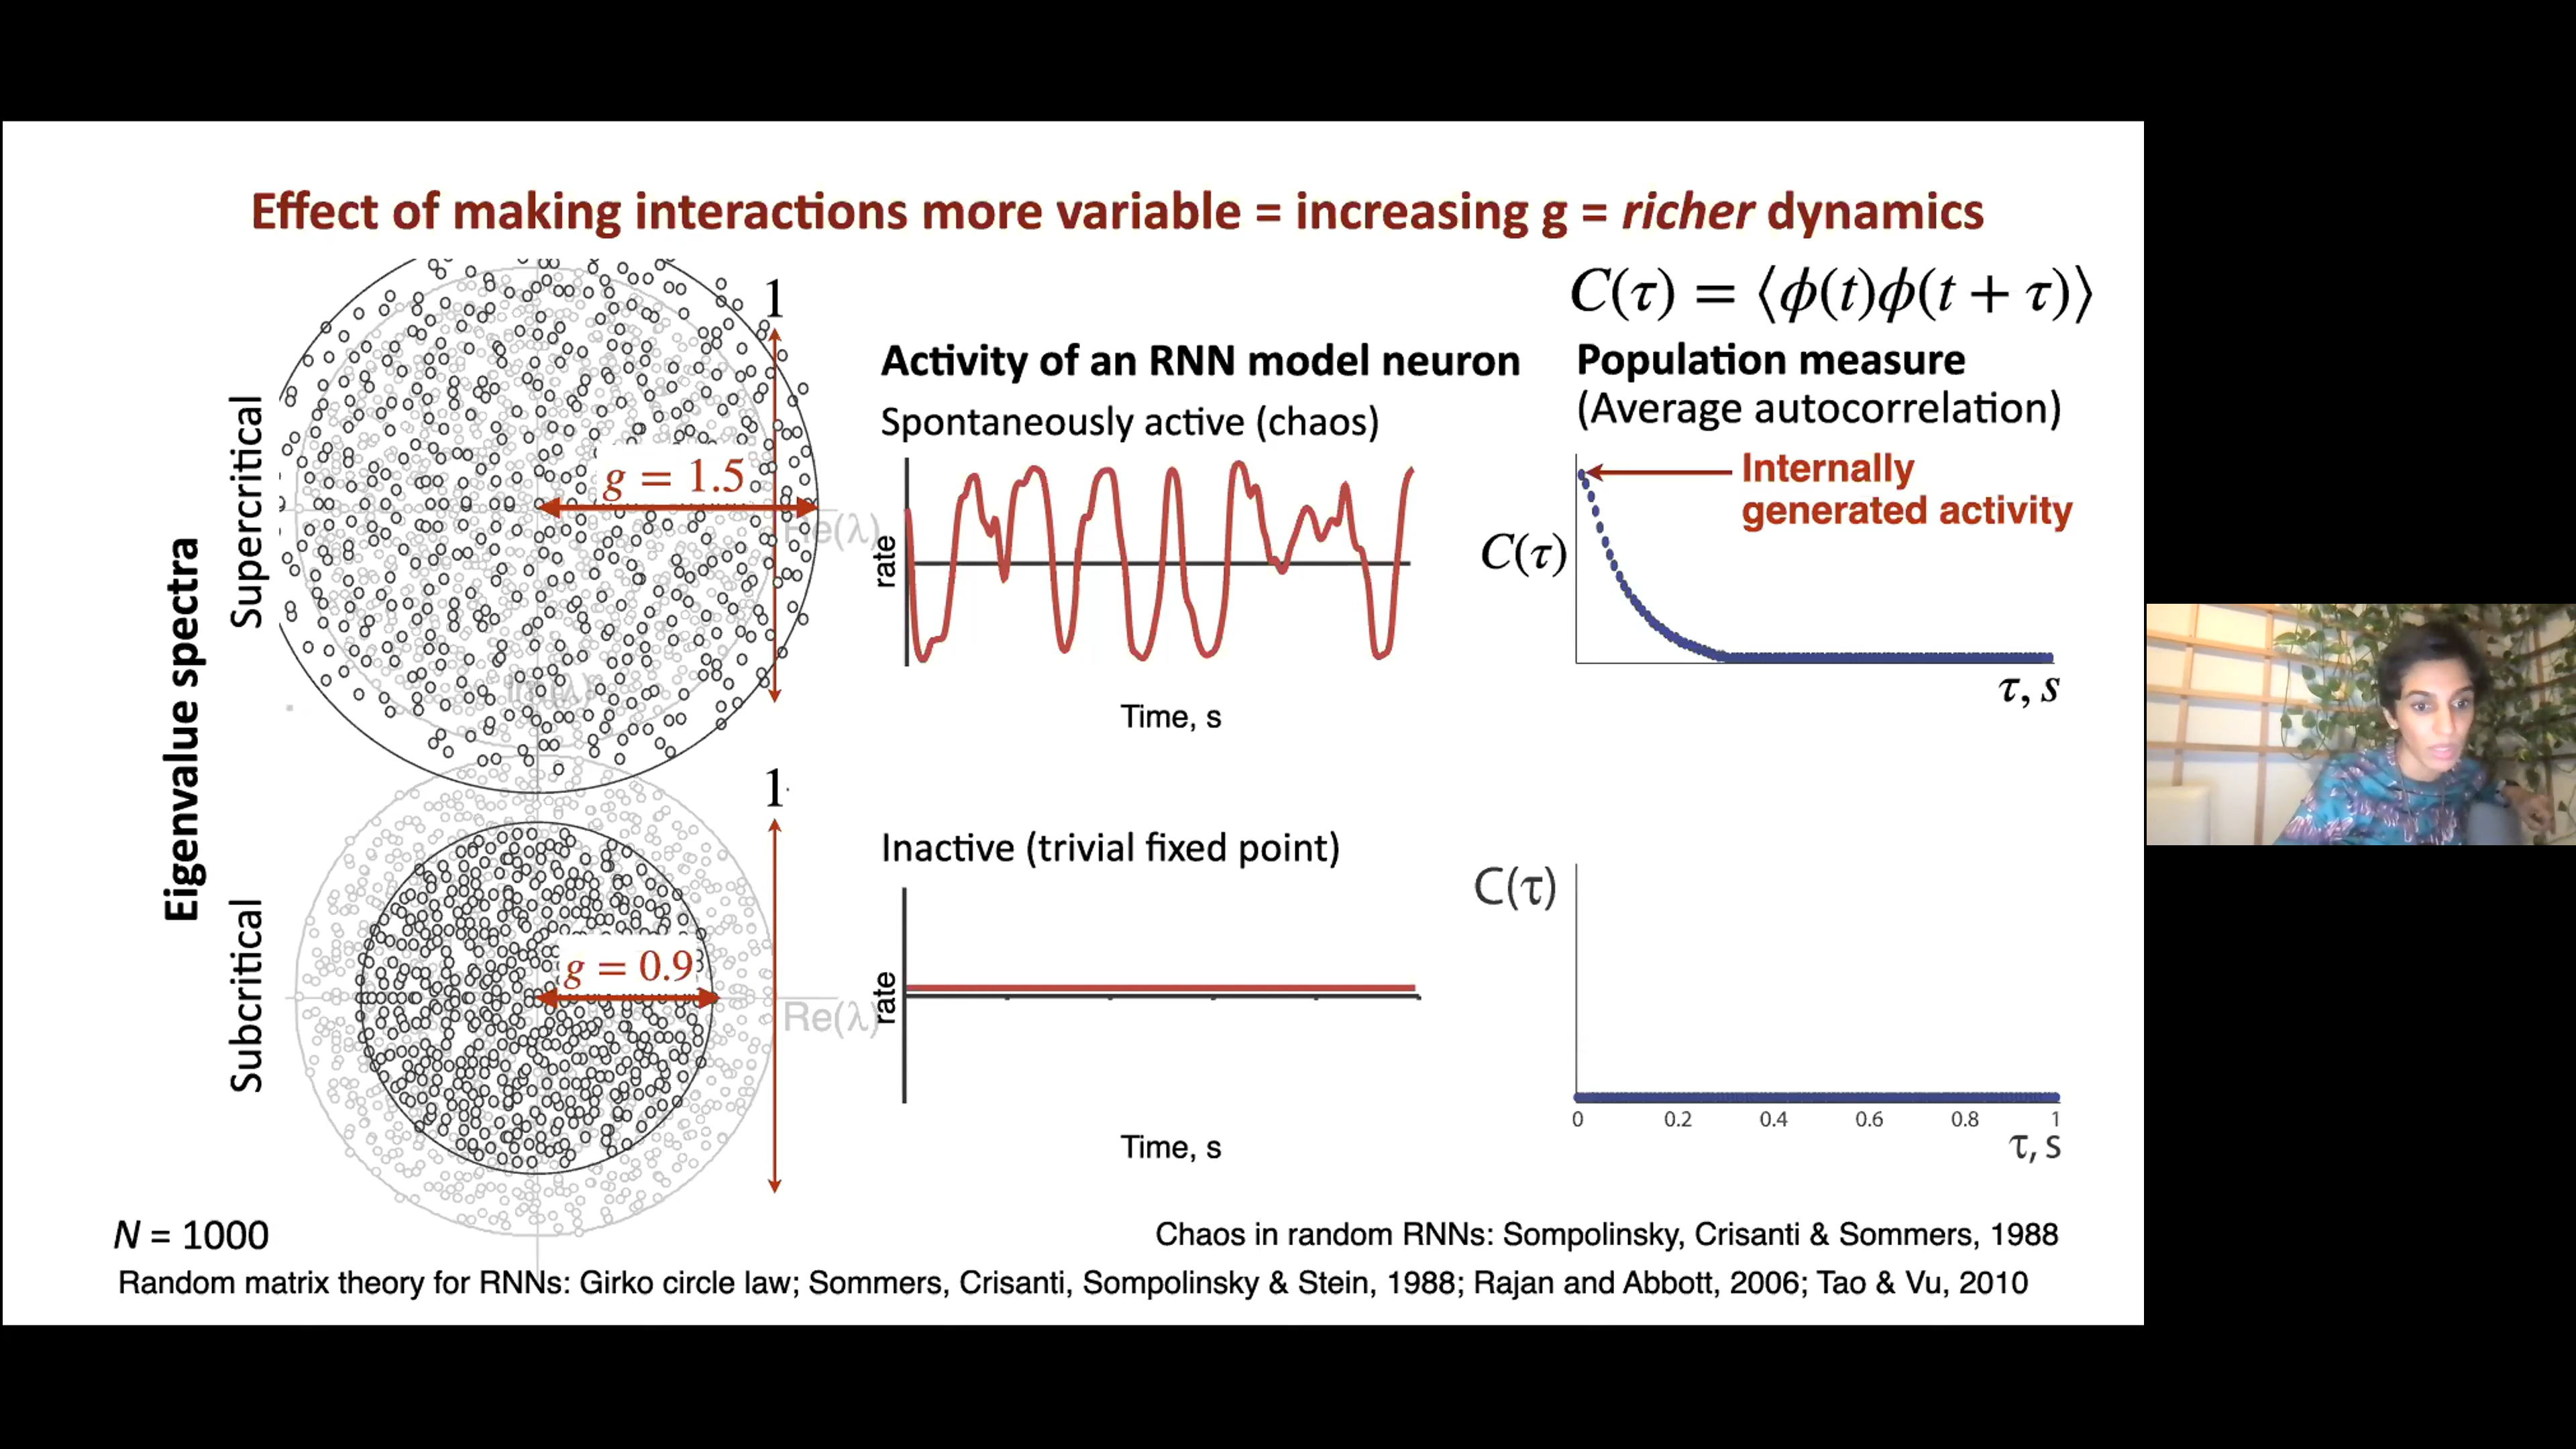 Effect of making interactions more variable = increasing g = richer dynamics
C(τ) = ⟨ϕ(t)ϕ(t + τ)⟩
Eigenvalue spectra
Supercritical
1
g = 1.5
Re(λ)
Im(λ)
Activity of an RNN model neuron
Spontaneously active (chaos)
rate
Time, s
Population measure
(Average autocorrelation)
Internally
generated activity
C(τ)
τ, s
Subcritical
1
g = 0.9
Re(λ)
Inactive (trivial fixed point)
rate
Time, s
C(τ)
0 0.2 0.4 0.6 0.8 1
τ, s
N = 1000
Chaos in random RNNs: Sompolinsky, Crisanti & Sommers, 1988
Random matrix theory for RNNs: Girko circle law; Sommers, Crisanti, Sompolinsky & Stein, 1988; Rajan and Abbott, 2006; Tao & Vu, 2010